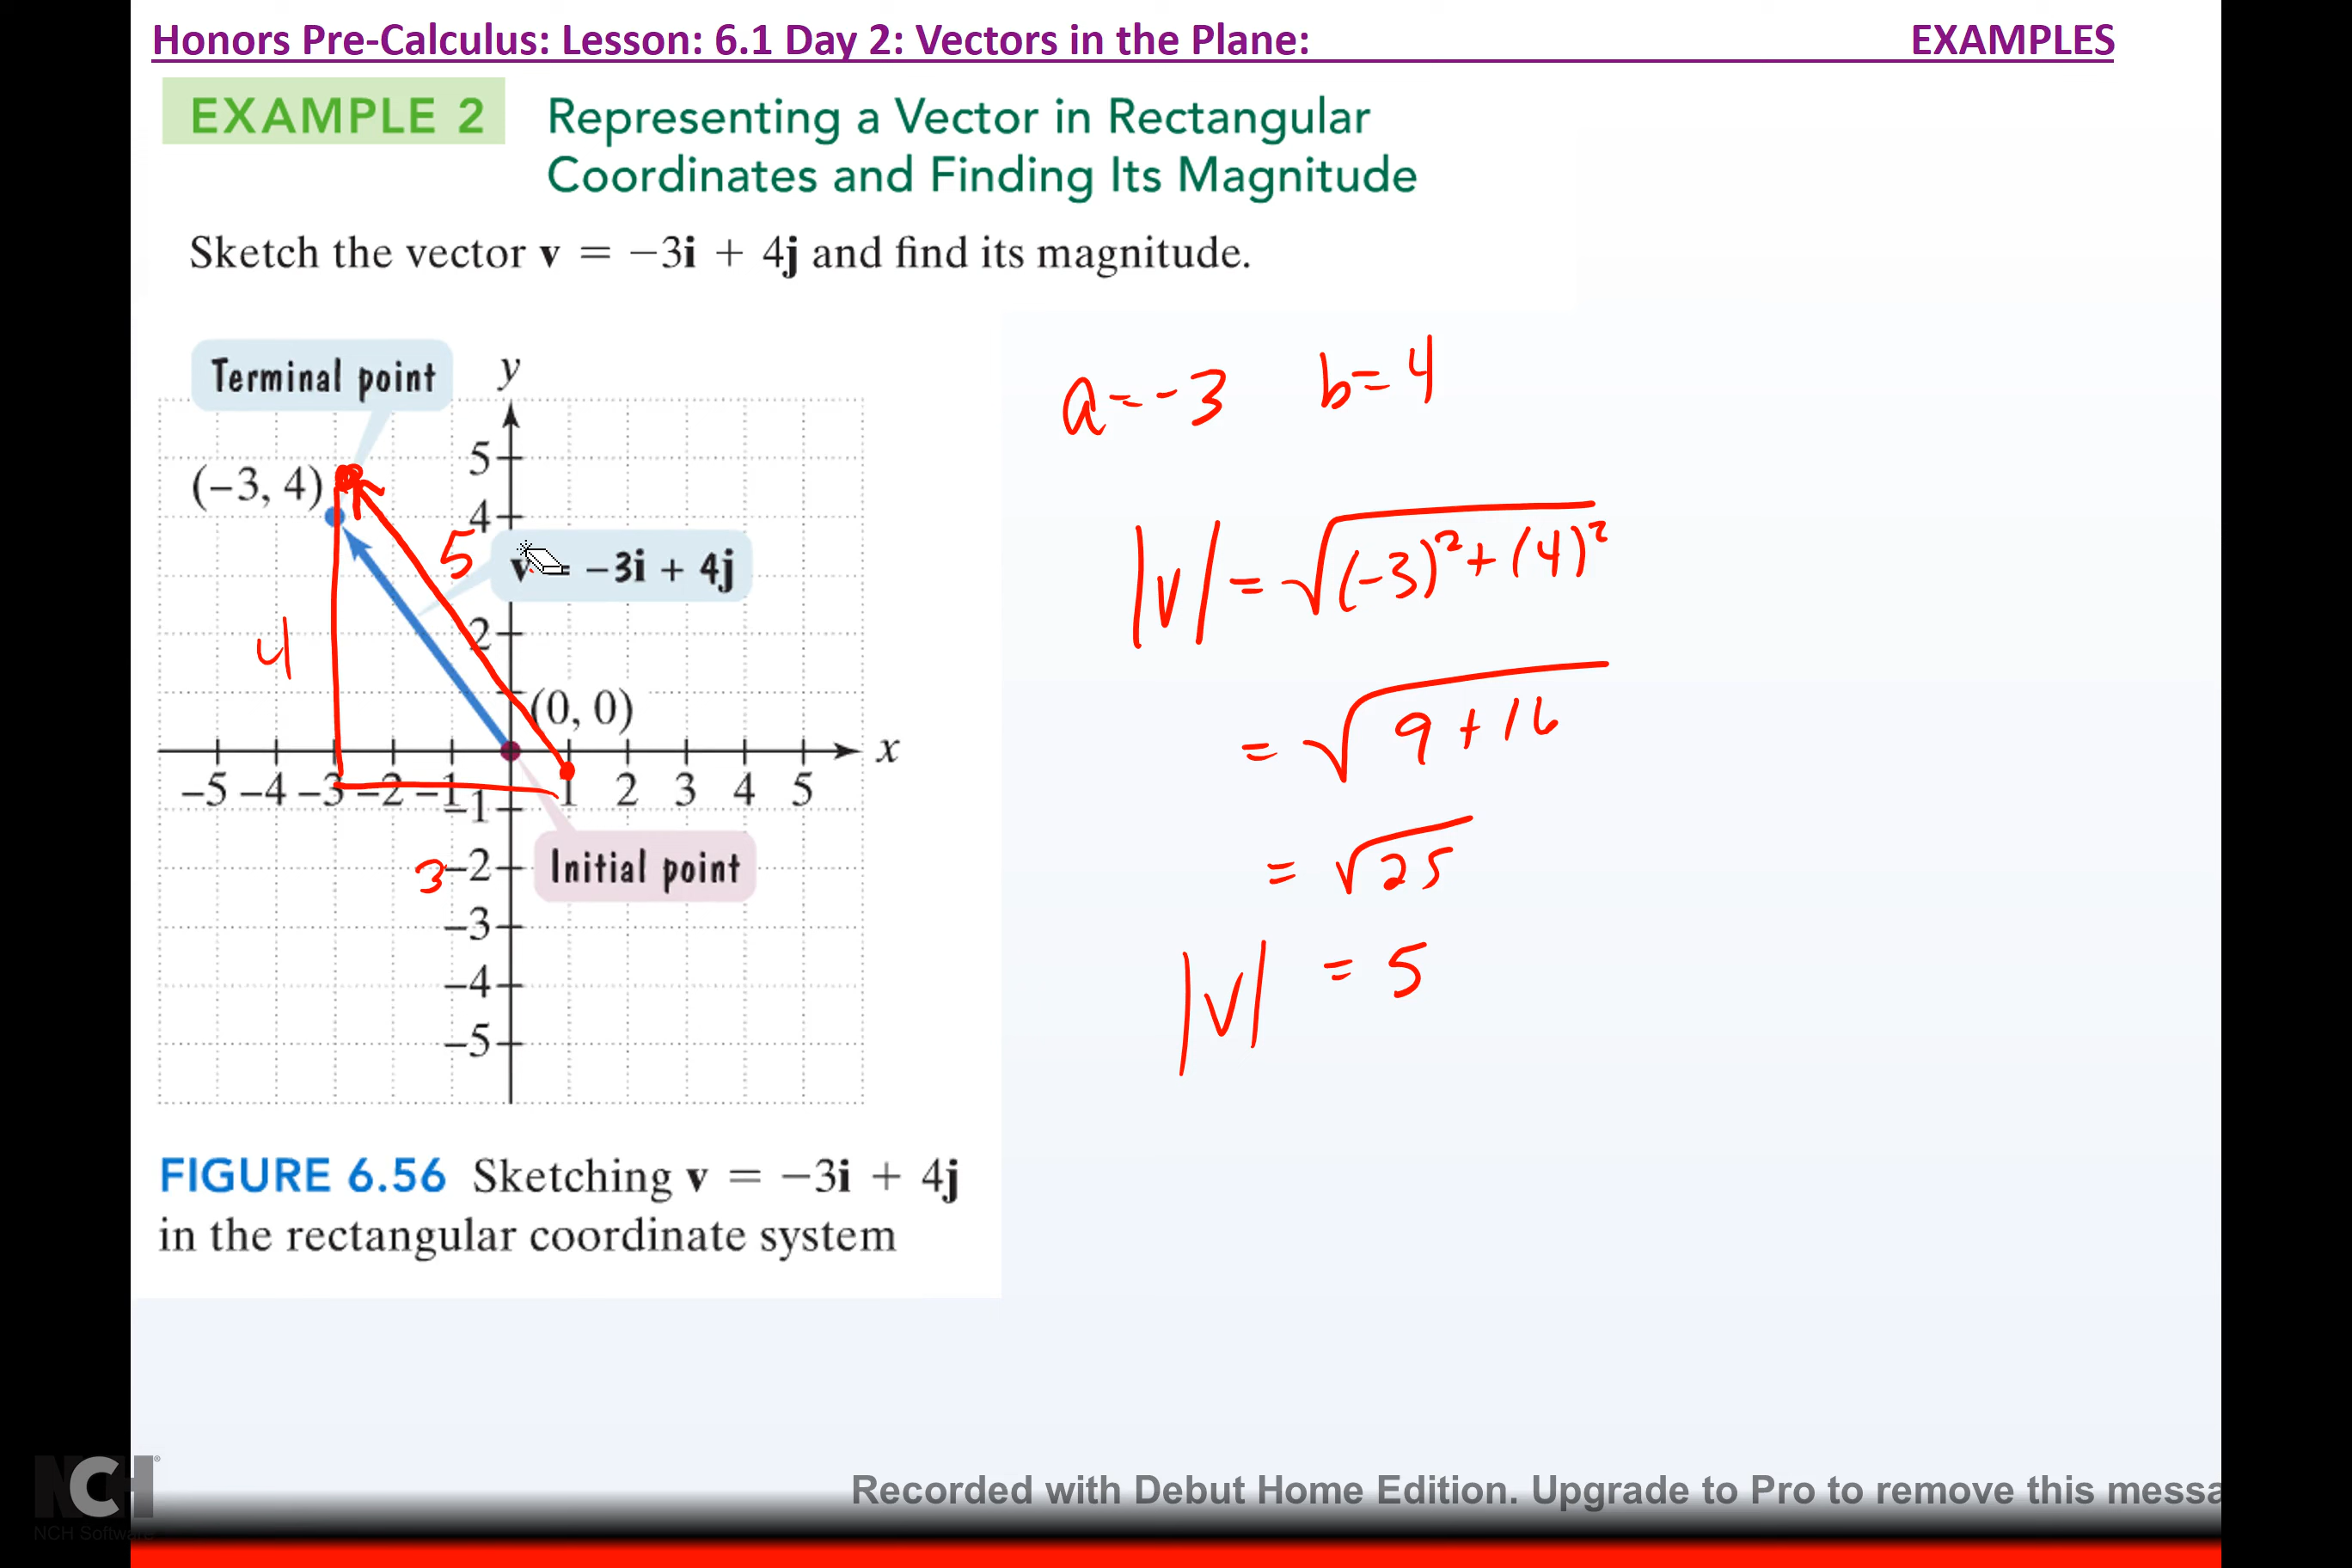 Honors Pre-Calculus: Lesson: 6.1 Day 2: Vectors in the Plane: EXAMPLES
EXAMPLE 2 Representing a Vector in Rectangular
Coordinates and Finding Its Magnitude
Sketch the vector v = −3i + 4j and find its magnitude.
Terminal point
y
(−3, 4)
5
4
5
v = −3i + 4j
4
2
(0, 0)
x
−5 −4 −3 −2 −1 1 2 3 4 5
−1
3
−2
Initial point
−3
−4
−5
FIGURE 6.56 Sketching v = −3i + 4j
in the rectangular coordinate system
a = -3 b = 4
|v| = √(-3)² + (4)²
= √9 + 16
= √25
|v| = 5
NCH®
NCH Software
Recorded with Debut Home Edition. Upgrade to Pro to remove this messa